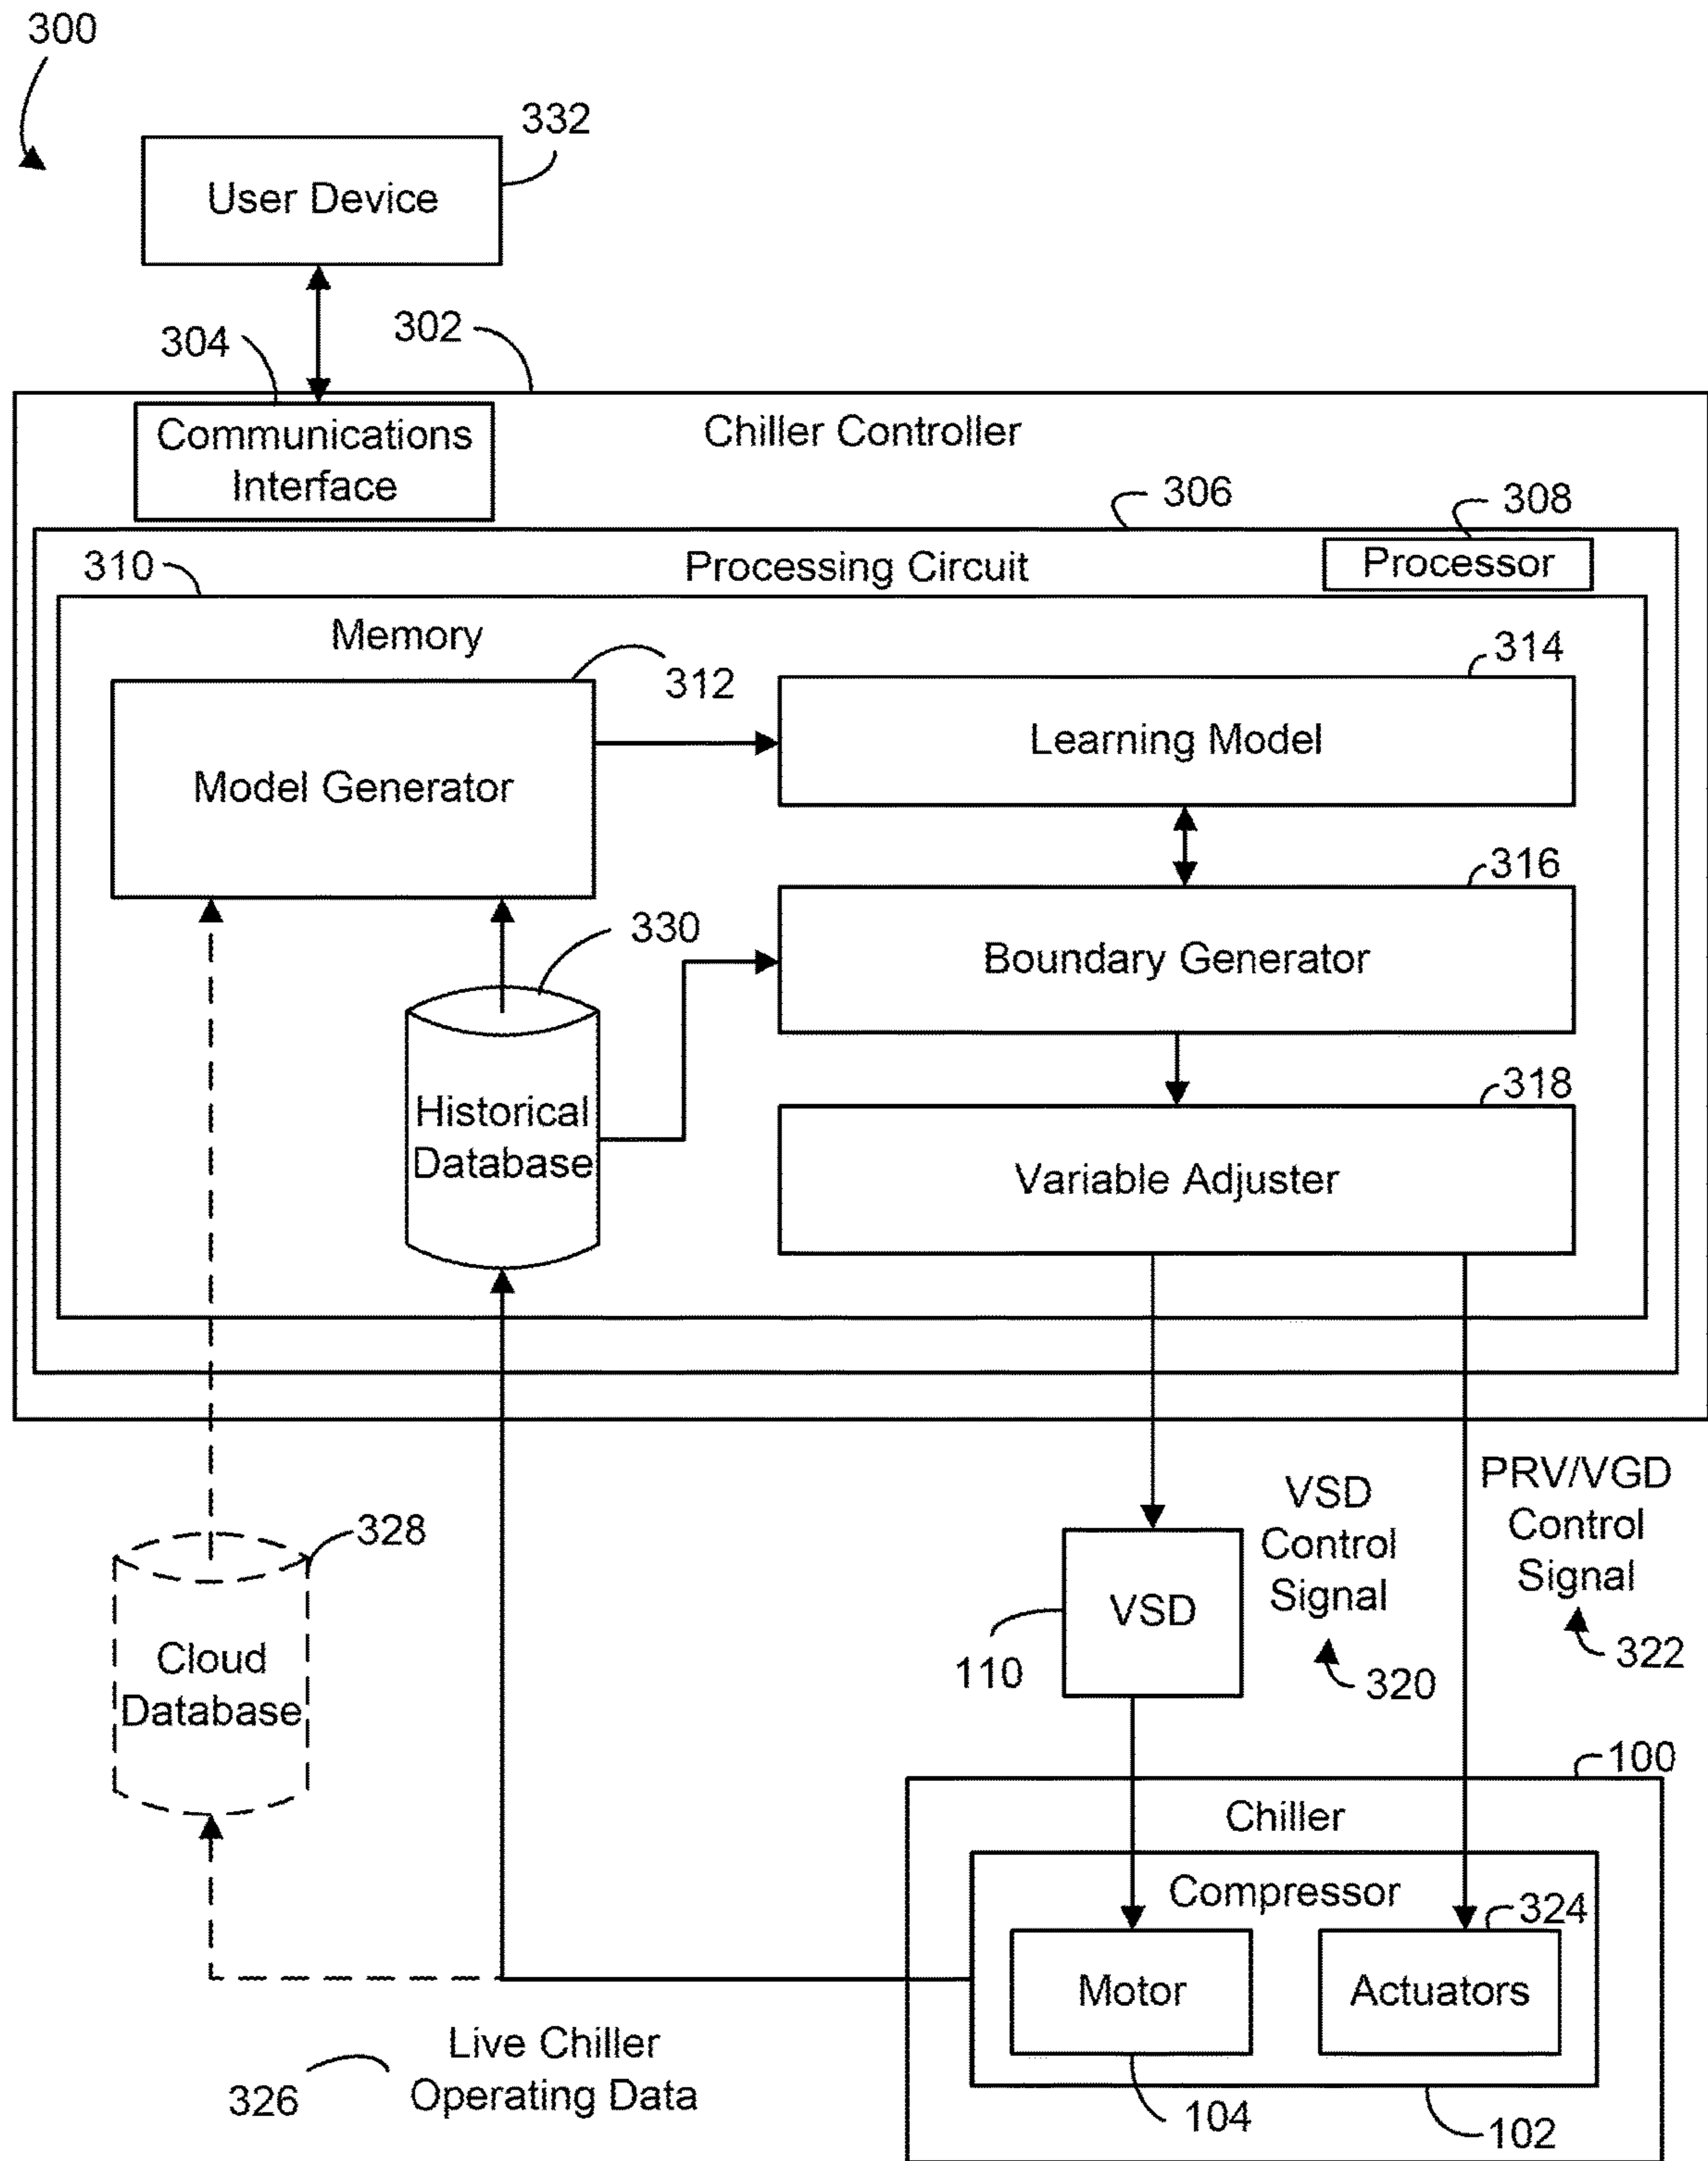 300
332
User Device
304
302
Communications
Interface
Chiller Controller
306
308
310
Processing Circuit
Processor
Memory
312
314
Model Generator
Learning Model
316
330
Boundary Generator
318
Historical
Database
Variable Adjuster
328
Cloud
Database
VSD
Control
Signal
320
PRV/VGD
Control
Signal
322
VSD
110
100
Chiller
Compressor
324
Motor
Actuators
104
102
Live Chiller
Operating Data
326